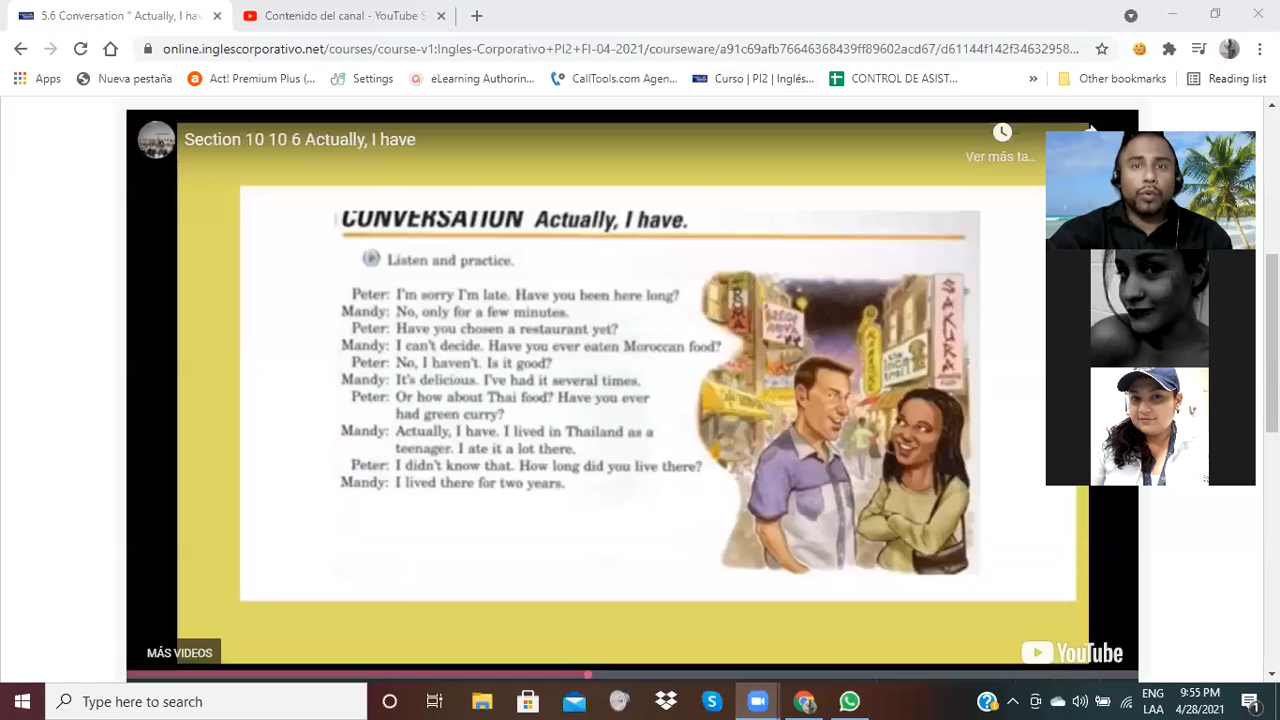 5.6 Conversation " Actually, I hav
Contenido del canal - YouTube S
online.inglescorporativo.net/courses/course-v1:Ingles-Corporativo+PI2+FI-04-2021/courseware/a91c69afb76646368439ff89602acd67/d61144f142f34632958...
Apps
Nueva pestaña
Act! Premium Plus (...
Settings
eLearning Authorin...
CallTools.com Agen...
Curso | PI2 | Inglés...
CONTROL DE ASIST...
»
Other bookmarks
Reading list
Section 10 10 6 Actually, I have
Ver más ta...
CONVERSATION Actually, I have.
Listen and practice.
Peter: I'm sorry I'm late. Have you been here long?
Mandy: No, only for a few minutes.
Peter: Have you chosen a restaurant yet?
Mandy: I can't decide. Have you ever eaten Moroccan food?
Peter: No, I haven't. Is it good?
Mandy: It's delicious. I've had it several times.
Peter: Or how about Thai food? Have you ever
had green curry?
Mandy: Actually, I have. I lived in Thailand as a
teenager. I ate it a lot there.
Peter: I didn't know that. How long did you live there?
Mandy: I lived there for two years.
SAKURA
MÁS VIDEOS
YouTube
Type here to search
ENG
LAA
9:55 PM
4/28/2021